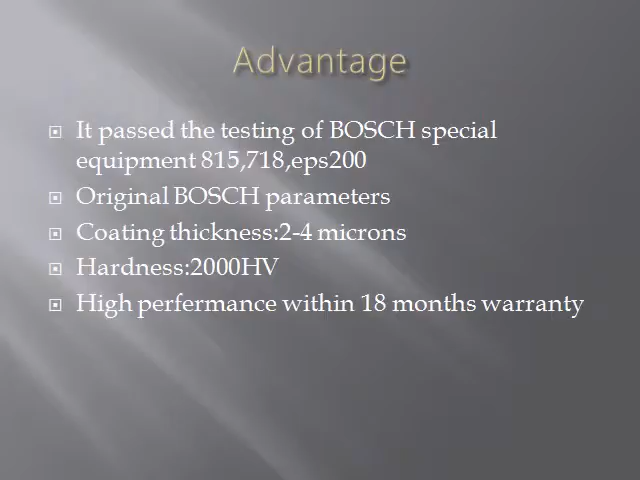 Advantage
It passed the testing of BOSCH special
equipment 815,718,eps200
Original BOSCH parameters
Coating thickness:2-4 microns
Hardness:2000HV
High perfermance within 18 months warranty